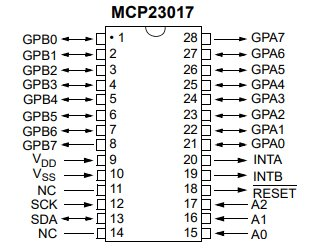 MCP23017
GPB0 1 28 GPA7
GPB1 2 27 GPA6
GPB2 3 26 GPA5
GPB3 4 25 GPA4
GPB4 5 24 GPA3
GPB5 6 23 GPA2
GPB6 7 22 GPA1
GPB7 8 21 GPA0
VDD 9 20 INTA
VSS 10 19 INTB
NC 11 18 RESET
SCK 12 17 A2
SDA 13 16 A1
NC 14 15 A0